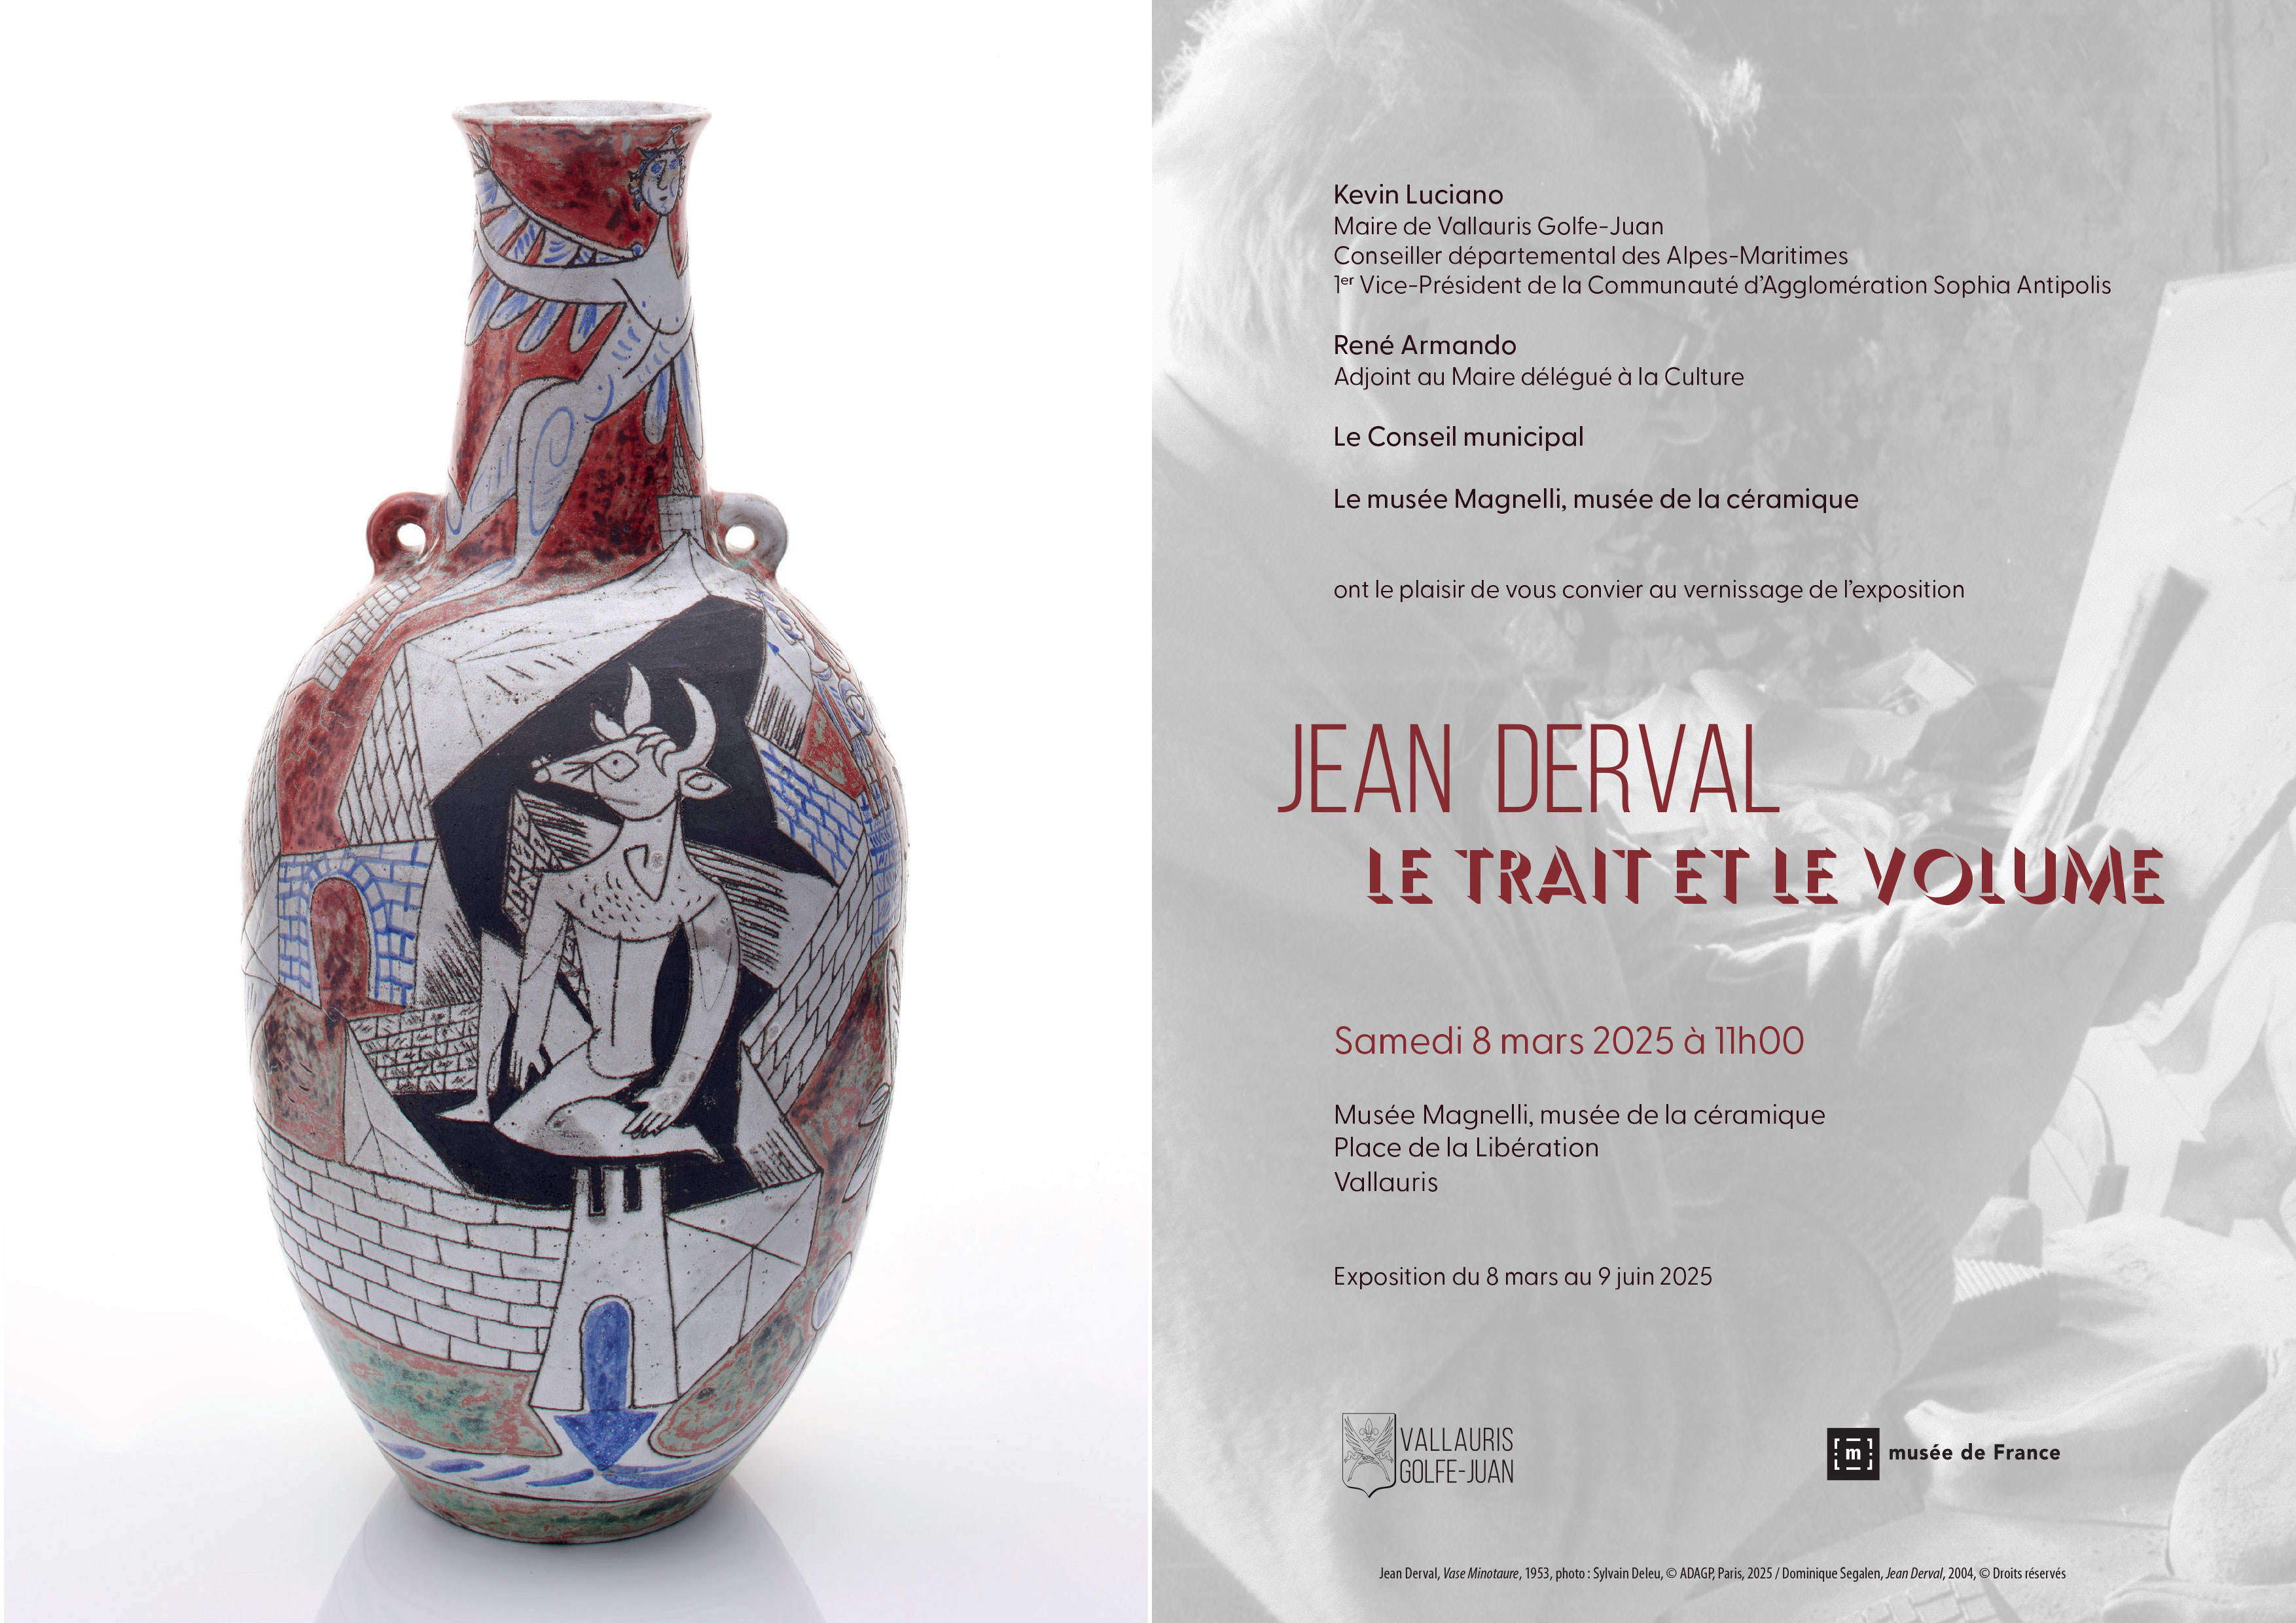 Kevin Luciano
Maire de Vallauris Golfe-Juan
Conseiller départemental des Alpes-Maritimes
1er Vice-Président de la Communauté d’Agglomération Sophia Antipolis
René Armando
Adjoint au Maire délégué à la Culture
Le Conseil municipal
Le musée Magnelli, musée de la céramique
ont le plaisir de vous convier au vernissage de l’exposition
JEAN DERVAL
LE TRAIT ET LE VOLUME
Samedi 8 mars 2025 à 11h00
Musée Magnelli, musée de la céramique
Place de la Libération
Vallauris
Exposition du 8 mars au 9 juin 2025
VALLAURIS
GOLFE-JUAN
m musée de France
Jean Derval, Vase Minotaure, 1953, photo : Sylvain Deleu, © ADAGP, Paris, 2025 / Dominique Segalen, Jean Derval, 2004, © Droits réservés